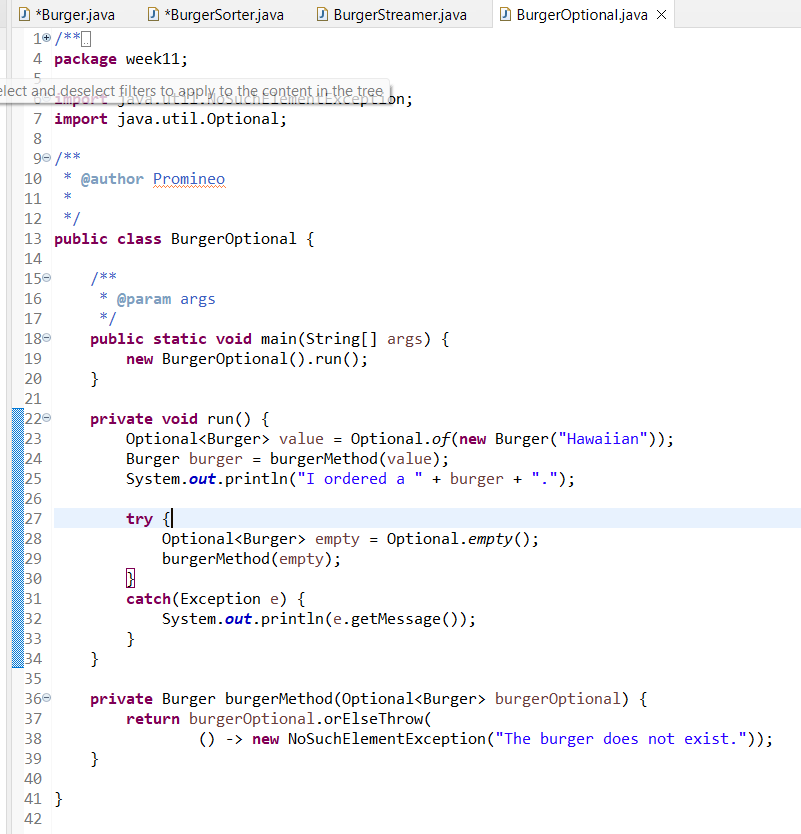 *Burger.java *BurgerSorter.java BurgerStreamer.java BurgerOptional.java
1 /**
4 package week11;
5
elect and deselect filters to apply to the content in the tree
6 import java.util.NoSuchElementException;
7 import java.util.Optional;
8
9 /**
10 * @author Promineo
11 *
12 */
13 public class BurgerOptional {
14
15 /**
16 * @param args
17 */
18 public static void main(String[] args) {
19 new BurgerOptional().run();
20 }
21
22 private void run() {
23 Optional<Burger> value = Optional.of(new Burger("Hawaiian"));
24 Burger burger = burgerMethod(value);
25 System.out.println("I ordered a " + burger + ".");
26
27 try {
28 Optional<Burger> empty = Optional.empty();
29 burgerMethod(empty);
30 }
31 catch(Exception e) {
32 System.out.println(e.getMessage());
33 }
34 }
35
36 private Burger burgerMethod(Optional<Burger> burgerOptional) {
37 return burgerOptional.orElseThrow(
38 () -> new NoSuchElementException("The burger does not exist."));
39 }
40
41 }
42